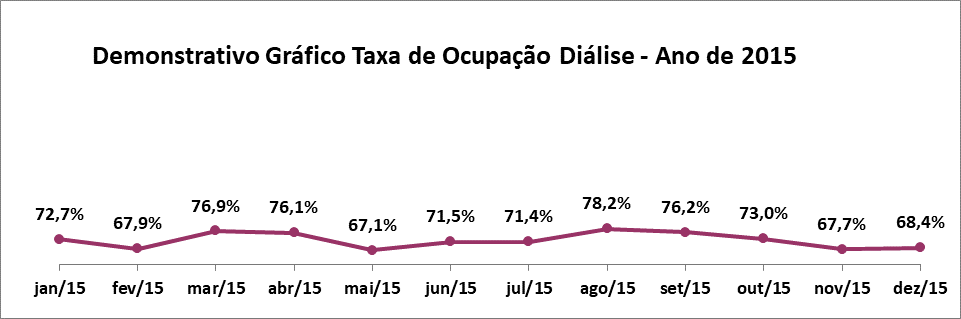 Demonstrativo Gráfico Taxa de Ocupação Diálise - Ano de 2015
72,7% 67,9% 76,9% 76,1% 67,1% 71,5% 71,4% 78,2% 76,2% 73,0% 67,7% 68,4%
jan/15 fev/15 mar/15 abr/15 mai/15 jun/15 jul/15 ago/15 set/15 out/15 nov/15 dez/15